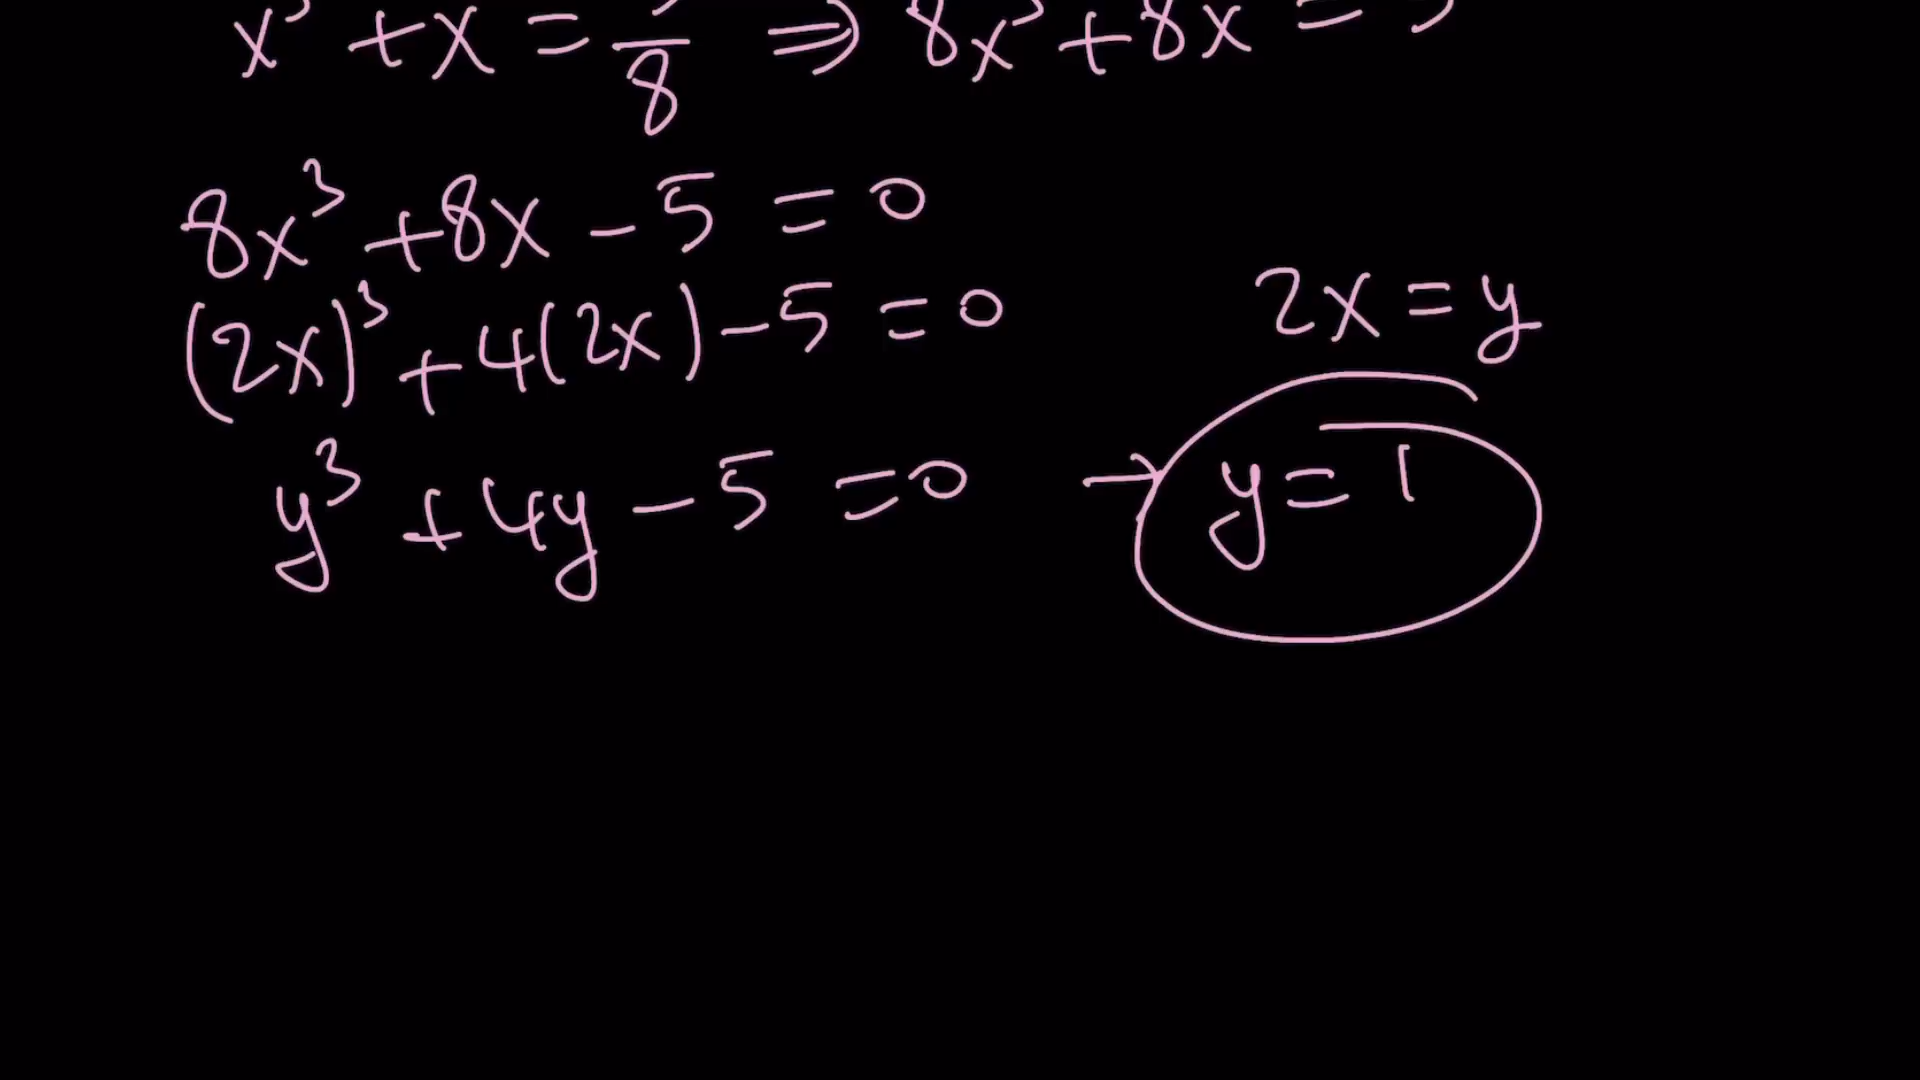 x³ + x = 5/8 ⇒ 8x³ + 8x = 5
8x³ + 8x - 5 = 0
(2x)³ + 4(2x) - 5 = 0
2x = y
y³ + 4y - 5 = 0 → y = 1